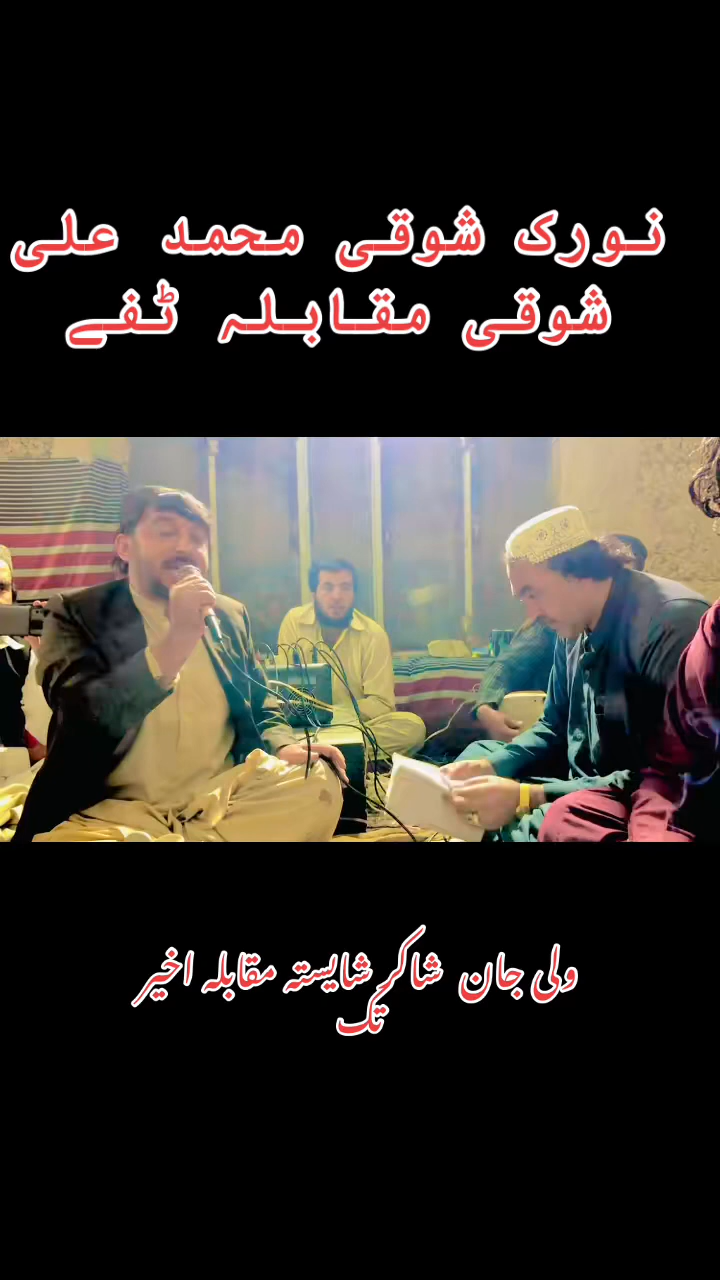 نورک شوقی محمد علی
شوقی مقابلہ ٹفے
ولی جان شاکر شایستہ مقابلہ اخیر
تک